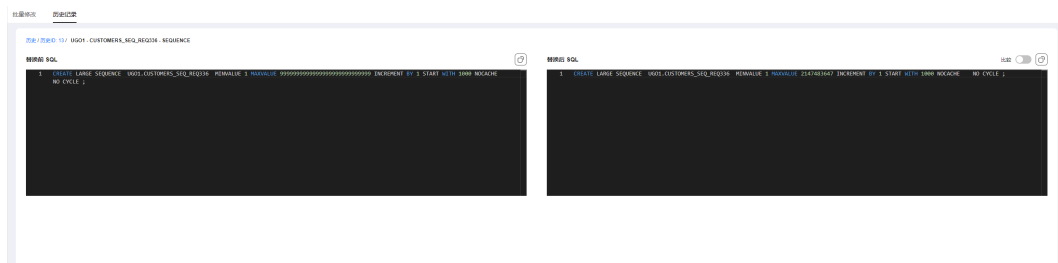 批量修改 历史记录
历史 / 历史ID: 13 / UGO1 - CUSTOMERS_SEQ_REQ336 - SEQUENCE
替换前 SQL
1 CREATE LARGE SEQUENCE UGO1.CUSTOMERS_SEQ_REQ336 MINVALUE 1 MAXVALUE 9999999999999999999999999999 INCREMENT BY 1 START WITH 1000 NOCACHE
NO CYCLE ;
替换后 SQL
比较
1 CREATE LARGE SEQUENCE UGO1.CUSTOMERS_SEQ_REQ336 MINVALUE 1 MAXVALUE 2147483647 INCREMENT BY 1 START WITH 1000 NOCACHE NO CYCLE ;